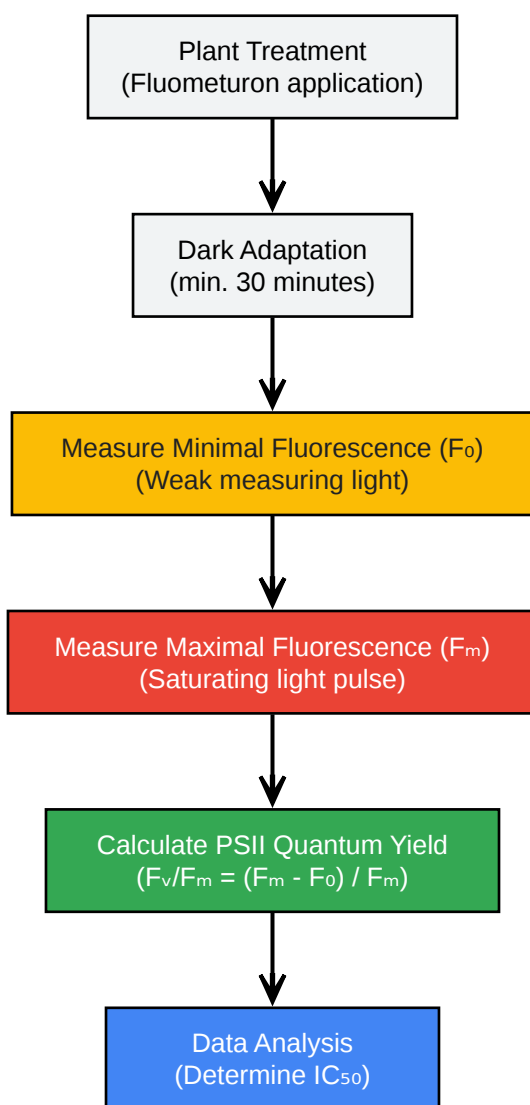 Plant Treatment
(Fluometuron application)
Dark Adaptation
(min. 30 minutes)
Measure Minimal Fluorescence (F₀)
(Weak measuring light)
Measure Maximal Fluorescence (Fₘ)
(Saturating light pulse)
Calculate PSII Quantum Yield
(Fᵥ/Fₘ = (Fₘ - F₀) / Fₘ)
Data Analysis
(Determine IC₅₀)